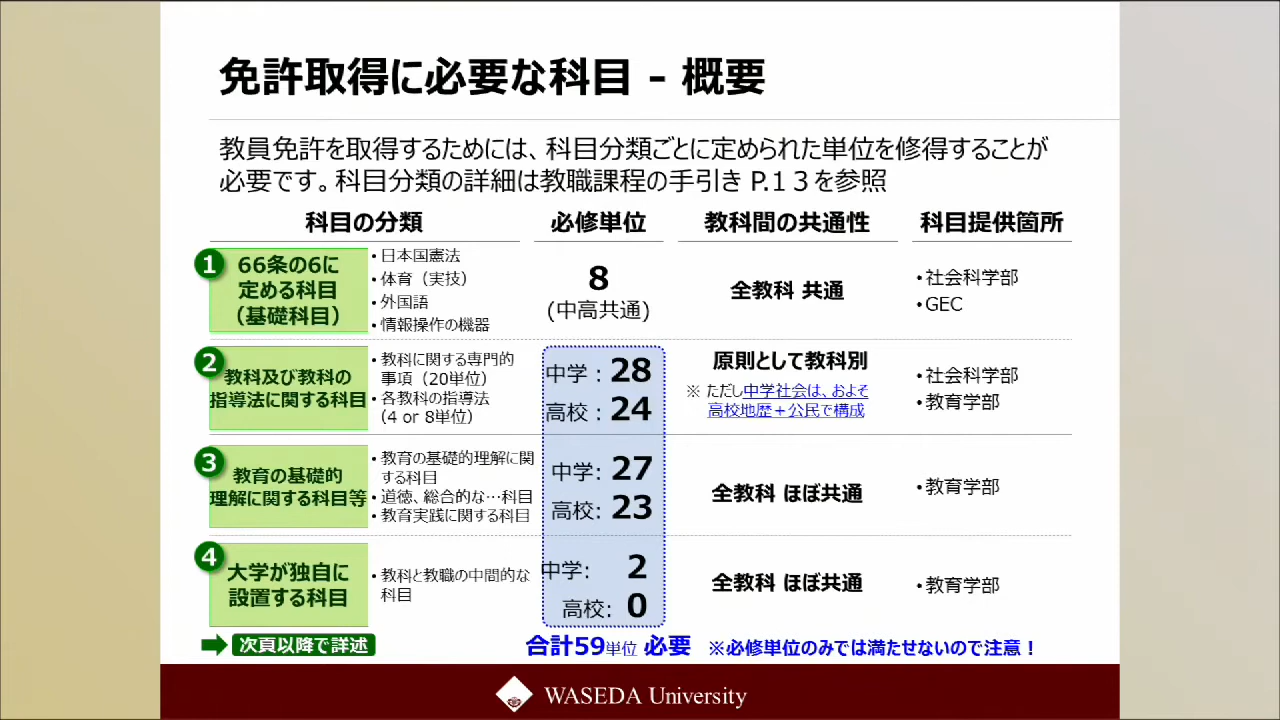 免許取得に必要な科目 – 概要
教員免許を取得するためには、科目分類ごとに定められた単位を修得することが
必要です。科目分類の詳細は教職課程の手引き P.１３を参照
科目の分類
必修単位
教科間の共通性
科目提供箇所
1
66条の6に
定める科目
（基礎科目）
• 日本国憲法
• 体育（実技）
• 外国語
• 情報操作の機器
8
(中高共通)
全教科 共通
• 社会科学部
• GEC
2
教科及び教科の
指導法に関する科目
• 教科に関する専門的
事項（20単位）
• 各教科の指導法
(4 or 8単位）
中学：28
高校：24
原則として教科別
※ ただし中学社会は、およそ
高校地歴＋公民で構成
• 社会科学部
• 教育学部
3
教育の基礎的
理解に関する科目等
• 教育の基礎的理解に関
する科目
• 道徳、総合的な…科目
• 教育実践に関する科目
中学: 27
高校: 23
全教科 ほぼ共通
• 教育学部
4
大学が独自に
設置する科目
• 教科と教職の中間的な
科目
中学: 2
高校: 0
全教科 ほぼ共通
• 教育学部
次頁以降で詳述
合計59単位 必要
※必修単位のみでは満たせないので注意！
WASEDA University